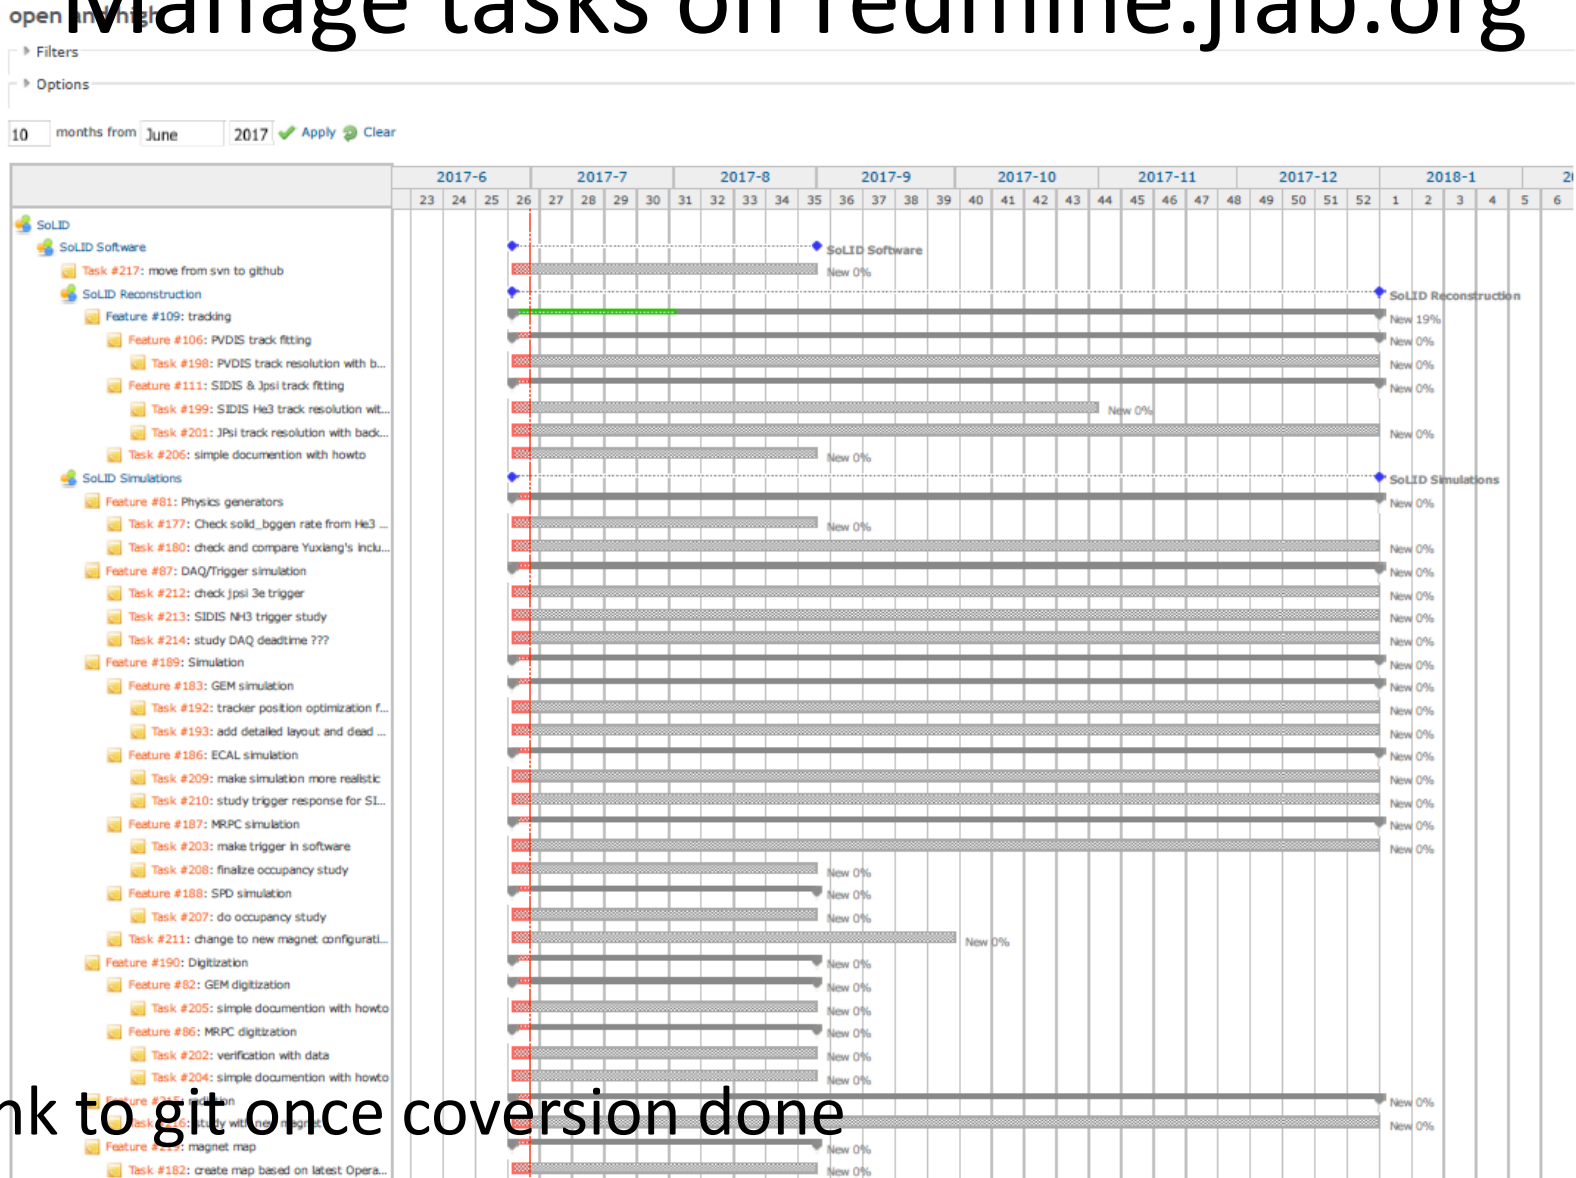 Manage tasks on redmine.jlab.org
open and high
Filters
Options
10 months from June 2017 Apply Clear
2017-6 2017-7 2017-8 2017-9 2017-10 2017-11 2017-12 2018-1
23 24 25 26 27 28 29 30 31 32 33 34 35 36 37 38 39 40 41 42 43 44 45 46 47 48 49 50 51 52 1 2 3 4 5 6
SoLID
SoLID Software SoLID Software
Task #217: move from svn to github New 0%
SoLID Reconstruction SoLID Reconstruction
Feature #109: tracking New 19%
Feature #106: PVDIS track fitting New 0%
Task #198: PVDIS track resolution with b... New 0%
Feature #111: SIDIS & Jpsi track fitting New 0%
Task #199: SIDIS He3 track resolution wit... New 0%
Task #201: JPsi track resolution with back... New 0%
Task #206: simple documention with howto New 0%
SoLID Simulations SoLID Simulations
Feature #81: Physics generators New 0%
Task #177: Check solid_bggen rate from He3 ... New 0%
Task #180: check and compare Yuxiang's inclu... New 0%
Feature #87: DAQ/Trigger simulation New 0%
Task #212: check jpsi 3e trigger New 0%
Task #213: SIDIS NH3 trigger study New 0%
Task #214: study DAQ deadtime ??? New 0%
Feature #189: Simulation New 0%
Feature #183: GEM simulation New 0%
Task #192: tracker position optimization f... New 0%
Task #193: add detailed layout and dead ... New 0%
Feature #186: ECAL simulation New 0%
Task #209: make simulation more realistic New 0%
Task #210: study trigger response for SI... New 0%
Feature #187: MRPC simulation New 0%
Task #203: make trigger in software New 0%
Task #208: finalize occupancy study New 0%
Feature #188: SPD simulation New 0%
Task #207: do occupancy study New 0%
Task #211: change to new magnet configurati... New 0%
Feature #190: Digitization New 0%
Feature #82: GEM digitization New 0%
Task #205: simple documention with howto New 0%
Feature #86: MRPC digitization New 0%
Task #202: verification with data New 0%
Task #204: simple documention with howto New 0%
Feature #215: radiation New 0%
nk to git once coversion done
Task #216: study with new magnet New 0%
Feature #219: magnet map New 0%
Task #182: create map based on latest Opera... New 0%